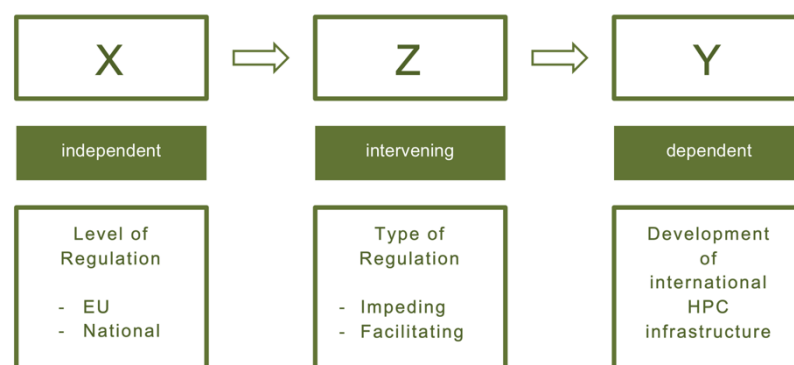 X
Z
Y
independent
intervening
dependent
Level of
Regulation
- EU
- National
Type of
Regulation
- Impeding
- Facilitating
Development
of
international
HPC
infrastructure